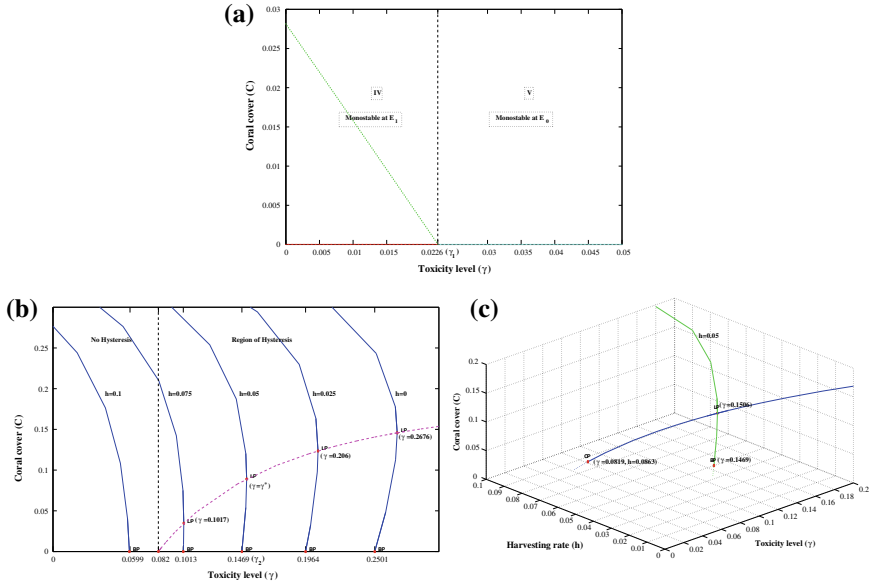 (a)
0.03
0.025
0.02
0.015
0.01
0.005
0
Coral cover (C)
IV
Monostable at E1
V
Monostable at E0
0
0.005
0.01
0.015
0.0226 (γ1)
0.03
0.035
0.04
0.045
0.05
Toxicity level (γ)
(b)
0.25
0.2
0.15
0.1
0.05
0
Coral cover (C)
No Hysteresis
Region of Hysteresis
h=0.1
h=0.075
h=0.05
h=0.025
h=0
LP
(γ=0.2676)
LP
(γ=0.206)
LP
(γ=γ*)
LP (γ=0.1017)
BP
BP
BP
BP
BP
0
0.0599
0.082
0.1013
0.1469 (γ2)
0.1964
0.2501
Toxicity level (γ)
(c)
0.2
0.15
0.1
0.05
0
Coral cover (C)
h=0.05
LP (γ=0.1506)
CP
(γ=0.0819, h=0.0863)
BP (γ=0.1469)
0.1
0.09
0.08
0.07
0.06
0.05
0.04
0.03
0.02
0.01
0
Harvesting rate (h)
0
0.02
0.04
0.06
0.08
0.1
0.12
0.14
0.16
0.18
0.2
Toxicity level (γ)